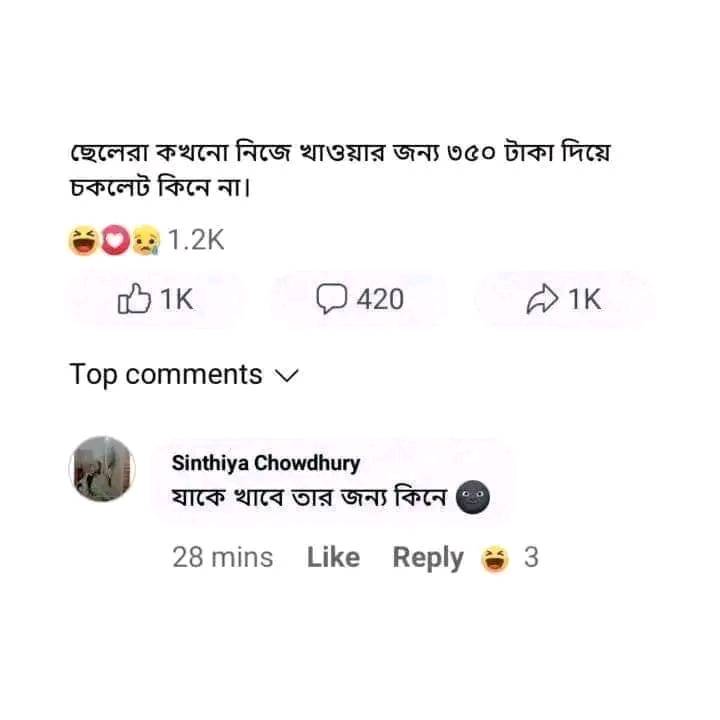 ছেলেরা কখনো নিজে খাওয়ার জন্য ৩৫০ টাকা দিয়ে
চকলেট কিনে না।
1.2K
1K 420 1K
Top comments
Sinthiya Chowdhury
যাকে খাবে তার জন্য কিনে
28 mins Like Reply 3